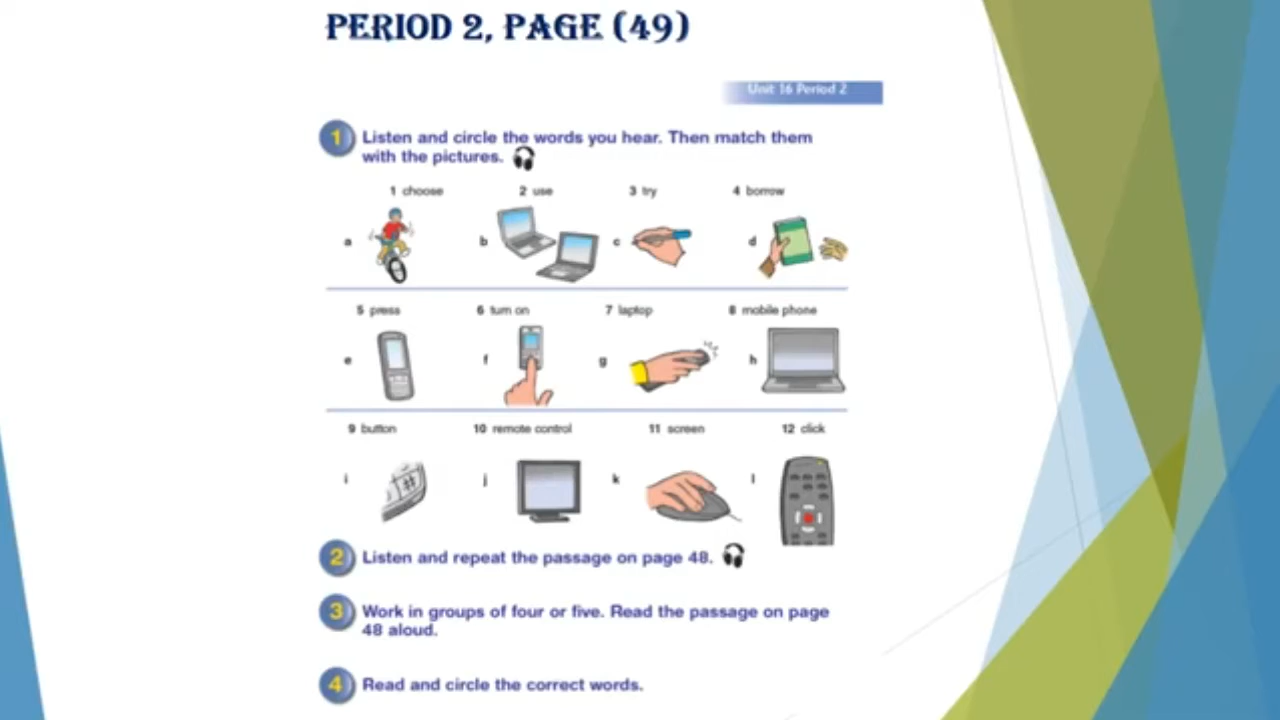 PERIOD 2, PAGE (49)
Unit 16 Period 2
1 Listen and circle the words you hear. Then match them
with the pictures.
1 choose 2 use 3 try 4 borrow
a b c d
5 press 6 turn on 7 laptop 8 mobile phone
e f g h
9 button 10 remote control 11 screen 12 click
#
i j k l
2 Listen and repeat the passage on page 48.
3 Work in groups of four or five. Read the passage on page
48 aloud.
4 Read and circle the correct words.